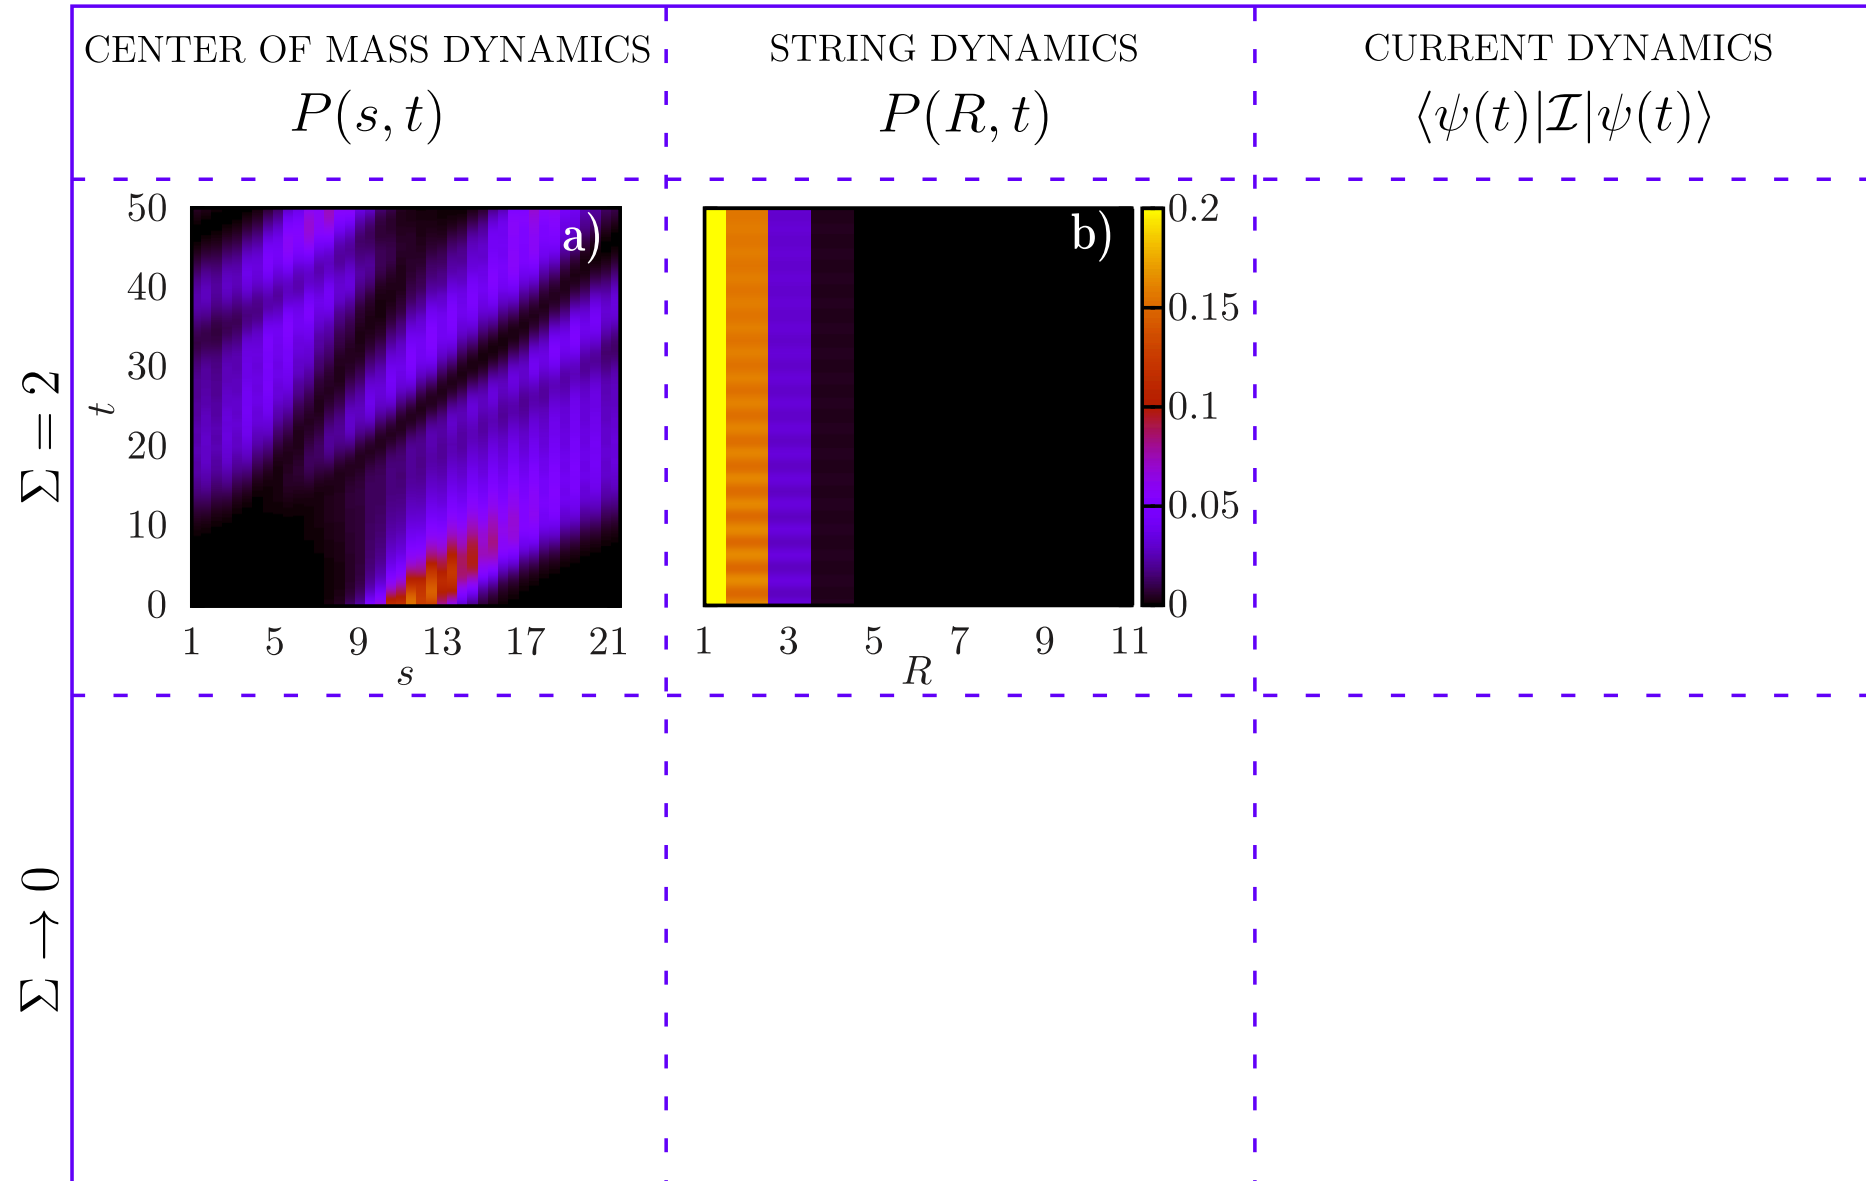 CENTER OF MASS DYNAMICS
P(s, t)
STRING DYNAMICS
P(R, t)
CURRENT DYNAMICS
⟨ψ(t)|ℐ|ψ(t)⟩
Σ = 2
50
40
30
20
10
0
t
a)
1 5 9 13 17 21
s
b)
1 3 5 7 9 11
R
0.2
0.15
0.1
0.05
0
Σ → 0